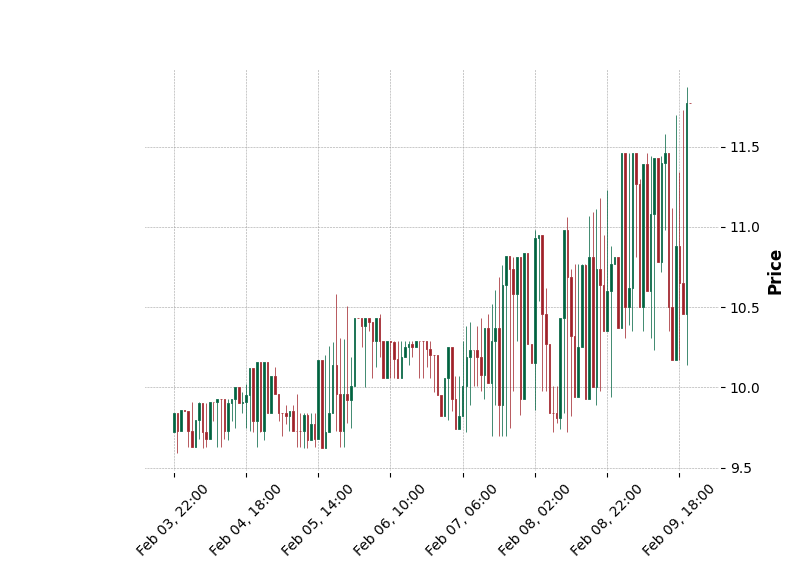 11.5
11.0
10.5
10.0
9.5
Price
Feb 03, 22:00
Feb 04, 18:00
Feb 05, 14:00
Feb 06, 10:00
Feb 07, 06:00
Feb 08, 02:00
Feb 08, 22:00
Feb 09, 18:00